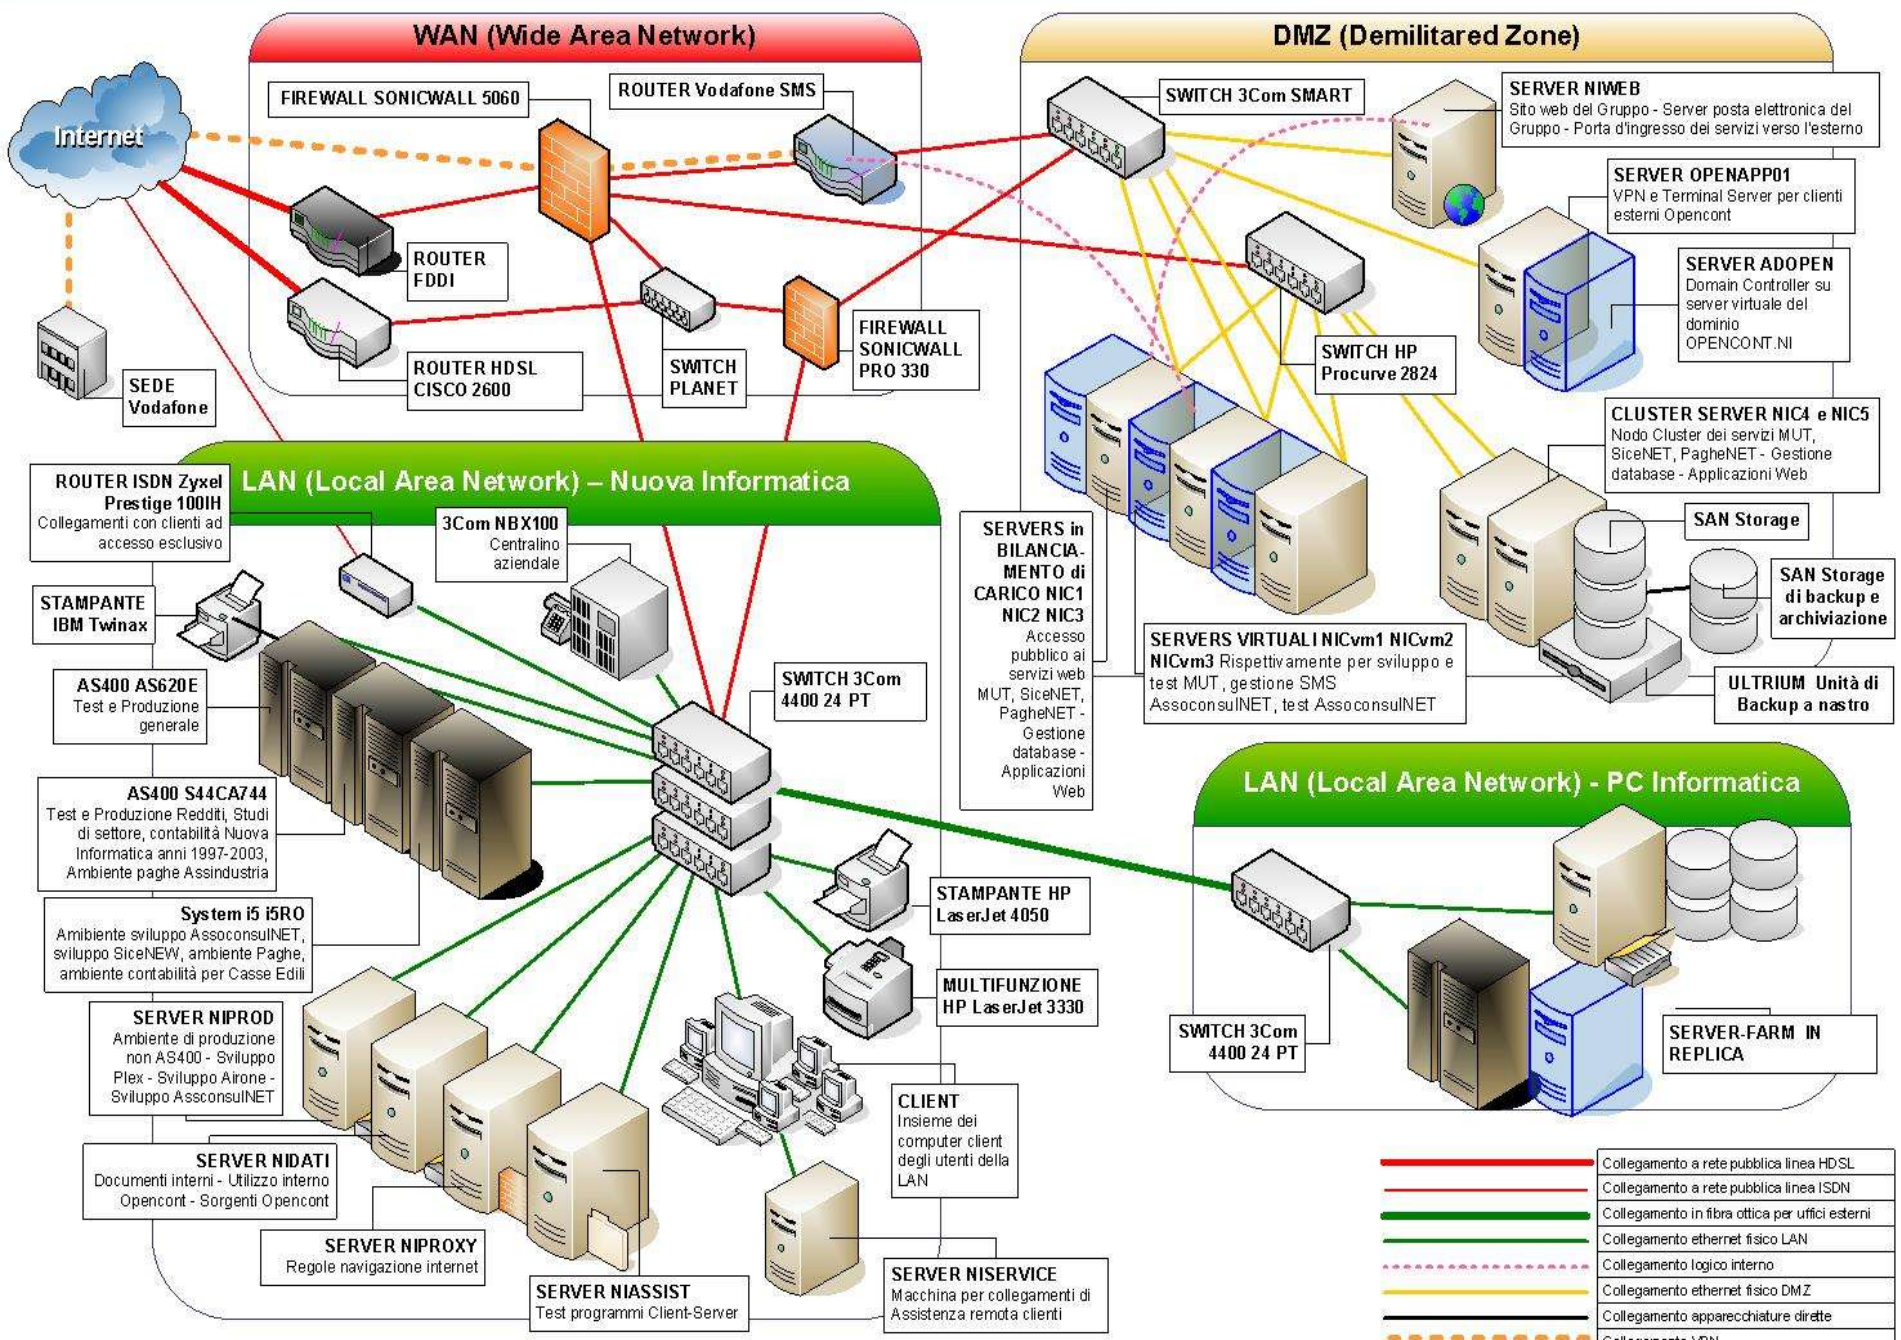 WAN (Wide Area Network)
DMZ (Demilitared Zone)
Internet
FIREWALL SONICWALL 5060
ROUTER Vodafone SMS
SWITCH 3Com SMART
SERVER NIWEB
Sito web del Gruppo - Server posta elettronica del
Gruppo - Porta d'ingresso dei servizi verso l'esterno
SERVER OPENAPP01
VPN e Terminal Server per clienti
esterni Opencont
ROUTER
FDDI
SERVER ADOPEN
Domain Controller su
server virtuale del
dominio
OPENCONT.NI
FIREWALL
SONICWALL
PRO 330
SWITCH HP
Procurve 2824
ROUTER HDSL
CISCO 2600
SWITCH
PLANET
SEDE
Vodafone
CLUSTER SERVER NIC4 e NIC5
Nodo Cluster dei servizi MUT,
SiceNET, PagheNET - Gestione
database - Applicazioni Web
LAN (Local Area Network) – Nuova Informatica
ROUTER ISDN Zyxel
Prestige 100IH
Collegamenti con clienti ad
accesso esclusivo
3Com NBX100
Centralino
aziendale
SERVERS in
BILANCIA-
MENTO di
CARICO NIC1
NIC2 NIC3
Accesso
pubblico ai
servizi web
MUT, SiceNET,
PagheNET -
Gestione
database -
Applicazioni
Web
SAN Storage
SAN Storage
di backup e
archiviazione
STAMPANTE
IBM Twinax
SERVERS VIRTUALI NICvm1 NICvm2
NICvm3 Rispettivamente per sviluppo e
test MUT, gestione SMS
AssoconsulNET, test AssoconsulNET
ULTRIUM Unità di
Backup a nastro
SWITCH 3Com
4400 24 PT
AS400 AS620E
Test e Produzione
generale
LAN (Local Area Network) - PC Informatica
AS400 S44CA744
Test e Produzione Redditi, Studi
di settore, contabilità Nuova
Informatica anni 1997-2003,
Ambiente paghe Assindustria
STAMPANTE HP
LaserJet 4050
System i5 i5RO
Amibiente sviluppo AssoconsulNET,
sviluppo SiceNEW, ambiente Paghe,
ambiente contabilità per Casse Edili
MULTIFUNZIONE
HP LaserJet 3330
SERVER NIPROD
Ambiente di produzione
non AS400 - Sviluppo
Plex - Sviluppo Airone -
Sviluppo AssconsulNET
SWITCH 3Com
4400 24 PT
SERVER-FARM IN
REPLICA
CLIENT
Insieme dei
computer client
degli utenti della
LAN
SERVER NIDATI
Documenti interni - Utilizzo interno
Opencont - Sorgenti Opencont
SERVER NIPROXY
Regole navigazione internet
SERVER NIASSIST
Test programmi Client-Server
SERVER NISERVICE
Macchina per collegamenti di
Assistenza remota clienti
Collegamento a rete pubblica linea HDSL
Collegamento a rete pubblica linea ISDN
Collegamento in fibra ottica per uffici esterni
Collegamento ethernet fisico LAN
Collegamento logico interno
Collegamento ethernet fisico DMZ
Collegamento apparecchiature dirette
Collegamento VPN